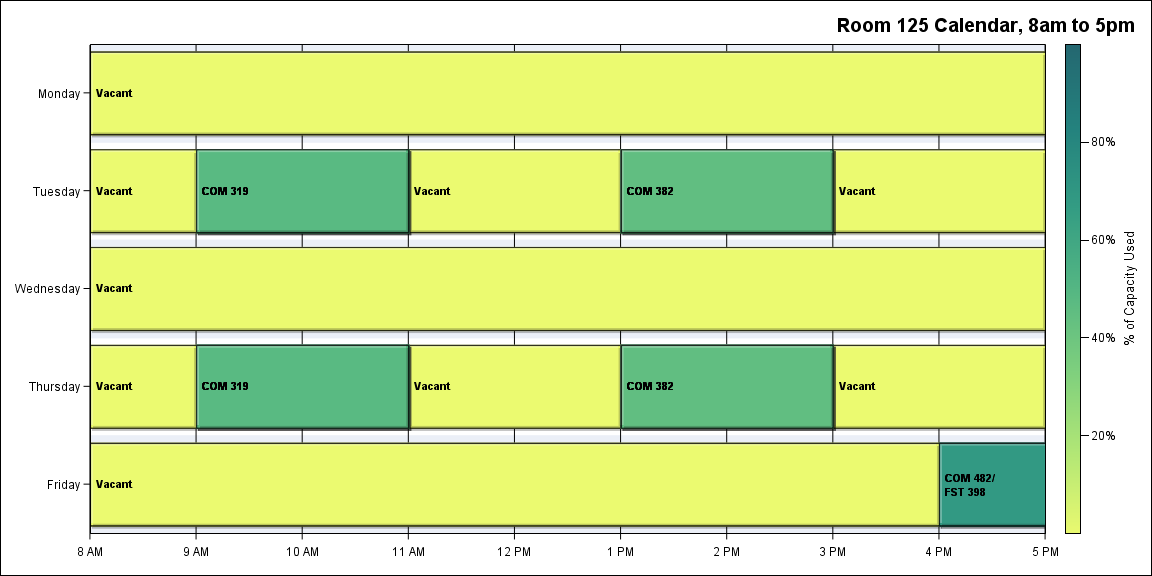 Room 125 Calendar, 8am to 5pm
Monday
Vacant
Tuesday
Vacant
COM 319
Vacant
COM 382
Vacant
Wednesday
Vacant
Thursday
Vacant
COM 319
Vacant
COM 382
Vacant
Friday
Vacant
COM 482/
FST 398
8 AM
9 AM
10 AM
11 AM
12 PM
1 PM
2 PM
3 PM
4 PM
5 PM
80%
60%
40%
20%
% of Capacity Used